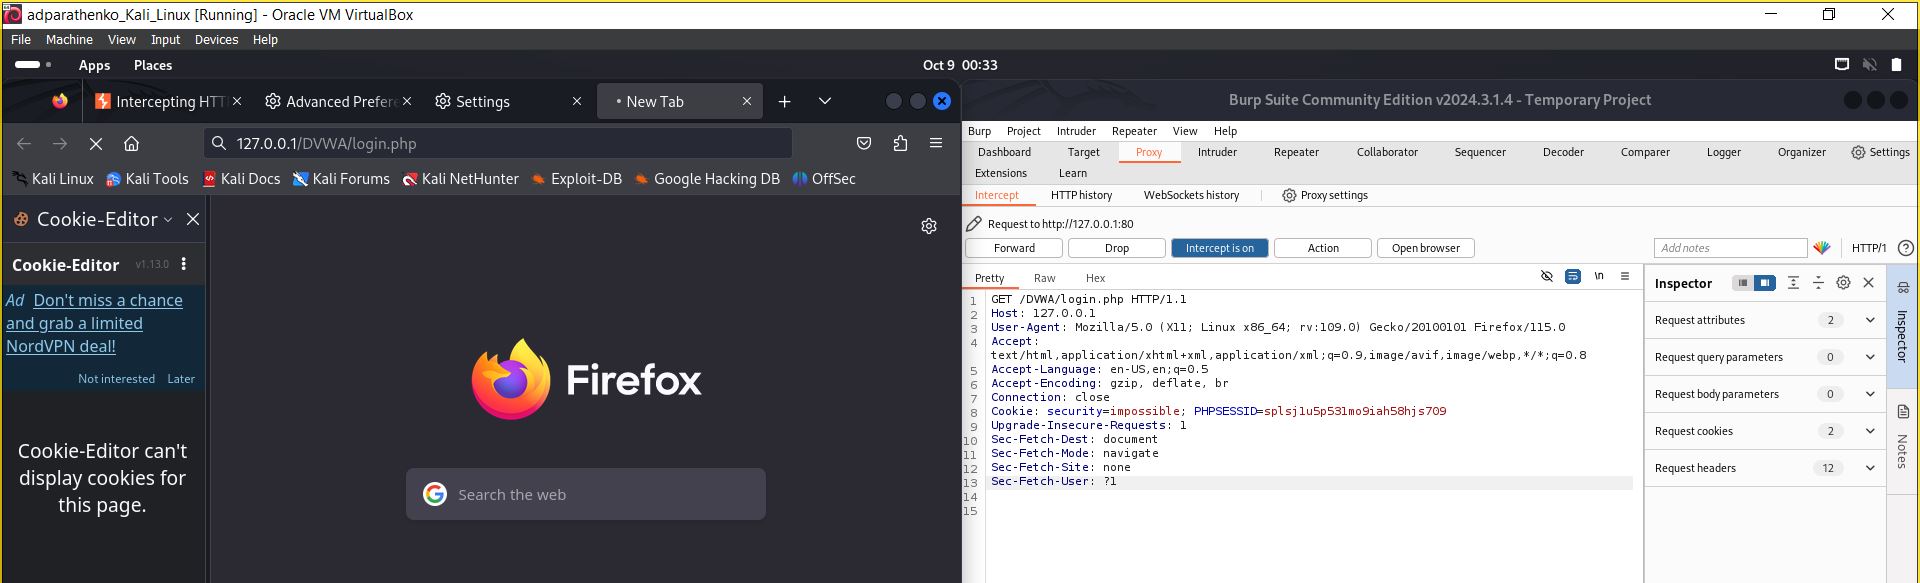 adparathenko_Kali_Linux [Running] - Oracle VM VirtualBox
File Machine View Input Devices Help
Apps Places Oct 9 00:33
Intercepting HTT Advanced Prefere Settings New Tab
127.0.0.1/DVWA/login.php
Kali Linux Kali Tools Kali Docs Kali Forums Kali NetHunter Exploit-DB Google Hacking DB OffSec
Cookie-Editor
Cookie-Editor v1.13.0
Ad Don't miss a chance
and grab a limited
NordVPN deal!
Not interested Later
Cookie-Editor can't
display cookies for
this page.
Firefox
Search the web
Burp Suite Community Edition v2024.3.1.4 - Temporary Project
Burp Project Intruder Repeater View Help
Dashboard Target Proxy Intruder Repeater Collaborator Sequencer Decoder Comparer Logger Organizer Settings
Extensions Learn
Intercept HTTP history WebSockets history Proxy settings
Request to http://127.0.0.1:80
Forward Drop Intercept is on Action Open browser Add notes HTTP/1 ?
Pretty Raw Hex \n
1 GET /DVWA/login.php HTTP/1.1
2 Host: 127.0.0.1
3 User-Agent: Mozilla/5.0 (X11; Linux x86_64; rv:109.0) Gecko/20100101 Firefox/115.0
4 Accept:
text/html,application/xhtml+xml,application/xml;q=0.9,image/avif,image/webp,*/*;q=0.8
5 Accept-Language: en-US,en;q=0.5
6 Accept-Encoding: gzip, deflate, br
7 Connection: close
8 Cookie: security=impossible; PHPSESSID=splsj1u5p531mo9iah58hjs709
9 Upgrade-Insecure-Requests: 1
10 Sec-Fetch-Dest: document
11 Sec-Fetch-Mode: navigate
12 Sec-Fetch-Site: none
13 Sec-Fetch-User: ?1
14
15
Inspector
Request attributes 2
Request query parameters 0
Request body parameters 0
Request cookies 2
Request headers 12
Inspector
Notes